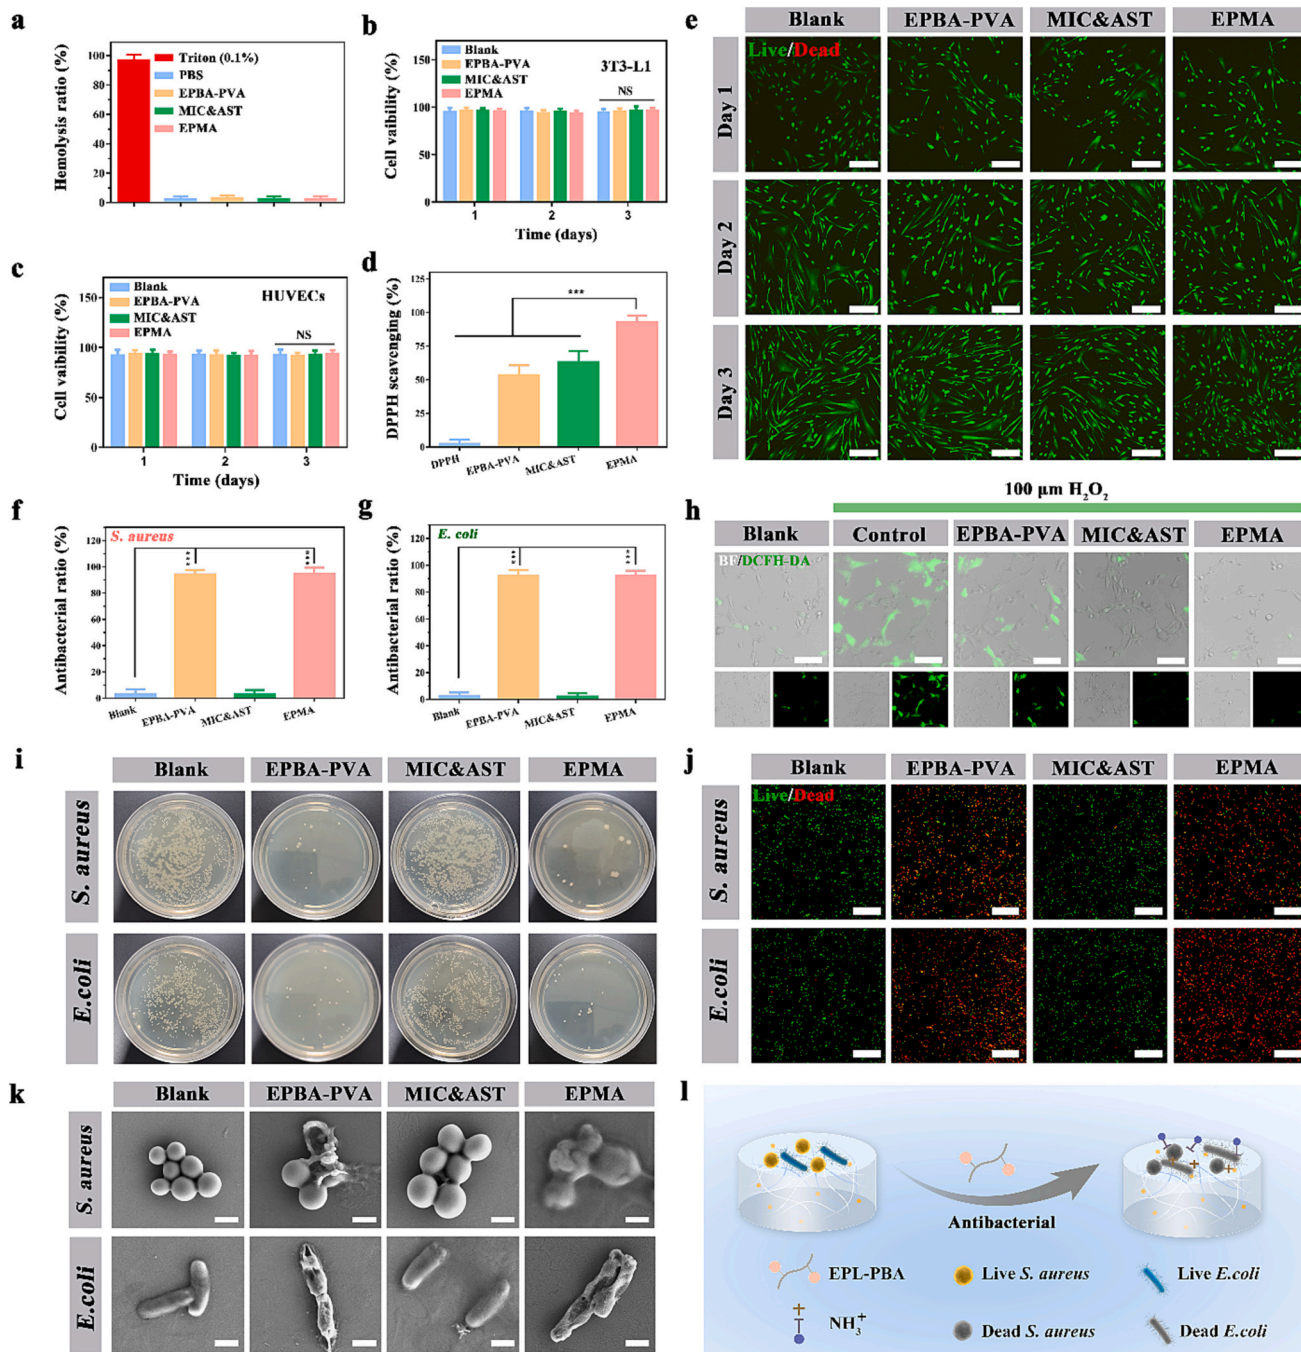 a
Hemolysis ratio (%)
100
80
60
40
20
0
Triton (0.1%)
PBS
EPBA-PVA
MIC&AST
EPMA
b
Cell vaibility (%)
150
100
50
0
Blank
EPBA-PVA
MIC&AST
EPMA
3T3-L1
NS
1 2 3
Time (days)
c
Cell vaibility (%)
150
100
50
0
Blank
EPBA-PVA
MIC&AST
EPMA
HUVECs
NS
1 2 3
Time (days)
d
DPPH scavenging (%)
125
100
75
50
25
0
***
DPPH EPBA-PVA MIC&AST EPMA
e
Blank EPBA-PVA MIC&AST EPMA
Live/Dead
Day 1
Day 2
Day 3
f
Antibacterial ratio (%)
120
100
80
60
40
20
0
S. aureus
*** ***
Blank EPBA-PVA MIC&AST EPMA
g
Antibacterial ratio (%)
120
100
80
60
40
20
0
E. coli
*** ***
Blank EPBA-PVA MIC&AST EPMA
h
100 μm H₂O₂
Blank Control EPBA-PVA MIC&AST EPMA
BF/DCFH-DA
i
Blank EPBA-PVA MIC&AST EPMA
S. aureus
E.coli
j
Blank EPBA-PVA MIC&AST EPMA
Live/Dead
S. aureus
E.coli
k
Blank EPBA-PVA MIC&AST EPMA
S. aureus
E.coli
l
Antibacterial
EPL-PBA Live S. aureus Live E.coli
NH₃⁺ Dead S. aureus Dead E.coli